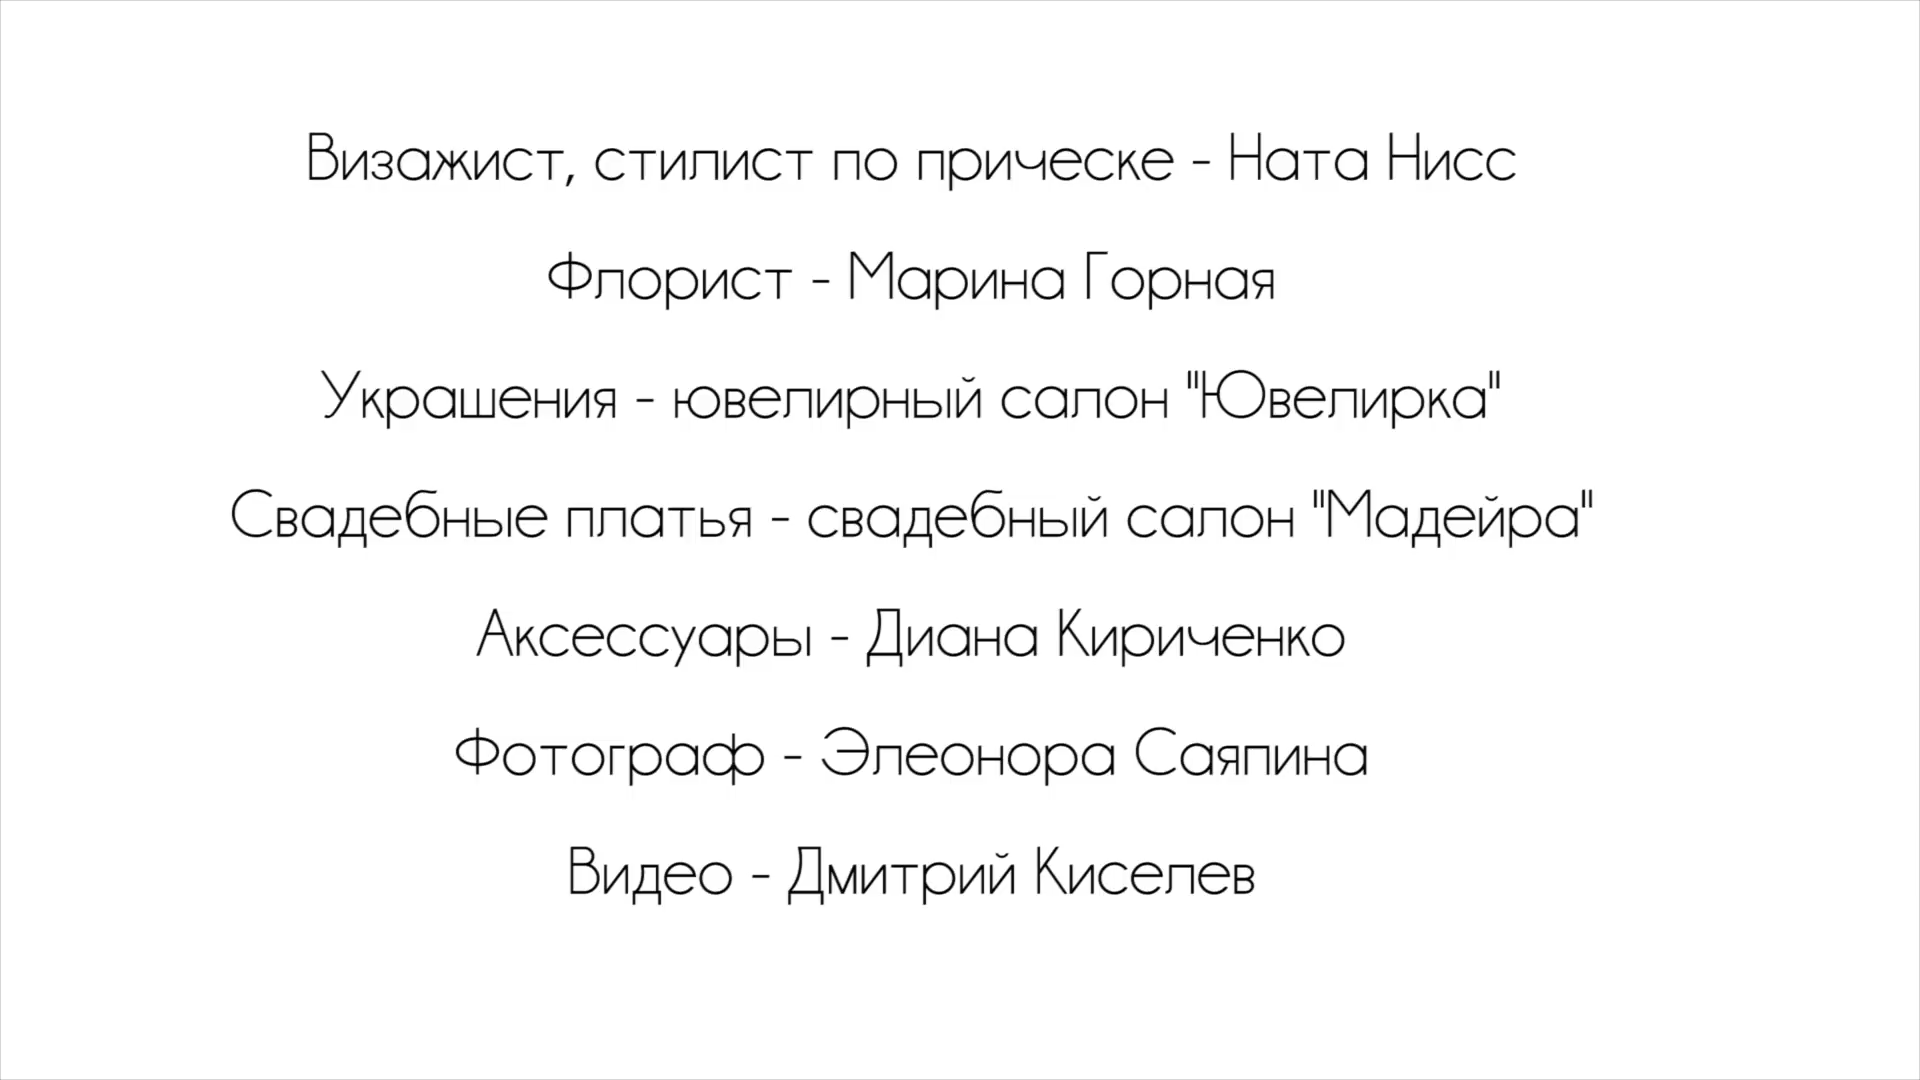 Визажист, стилист по прическе - Ната Нисс
Флорист - Марина Горная
Украшения - ювелирный салон "Ювелирка"
Свадебные платья - свадебный салон "Мадейра"
Аксессуары - Диана Кириченко
Фотограф - Элеонора Саяпина
Видео - Дмитрий Киселев